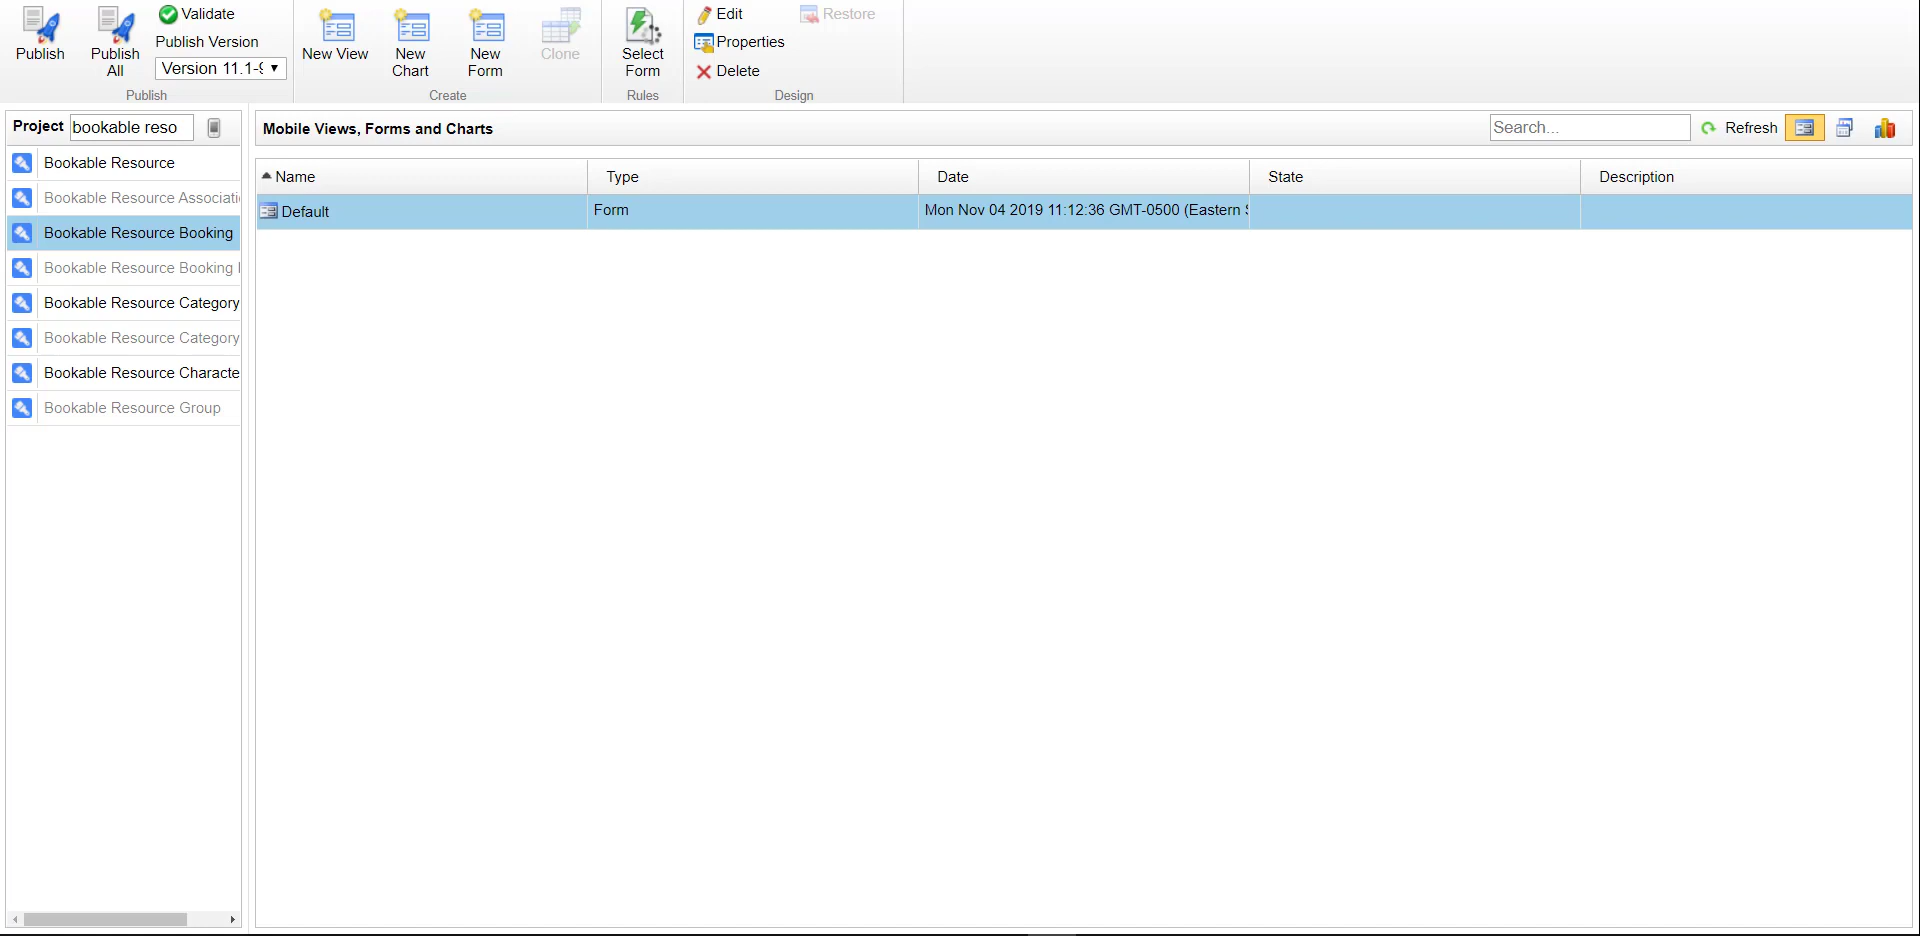 Publish
Publish All
Validate
Publish Version
Version 11.1-9
Publish
New View
New Chart
New Form
Clone
Create
Select Form
Rules
Edit
Properties
Delete
Restore
Design
Project bookable reso
Bookable Resource
Bookable Resource Associati
Bookable Resource Booking
Bookable Resource Booking
Bookable Resource Category
Bookable Resource Category
Bookable Resource Characte
Bookable Resource Group
Mobile Views, Forms and Charts
Search... Refresh
Name Type Date State Description
Default Form Mon Nov 04 2019 11:12:36 GMT-0500 (Eastern